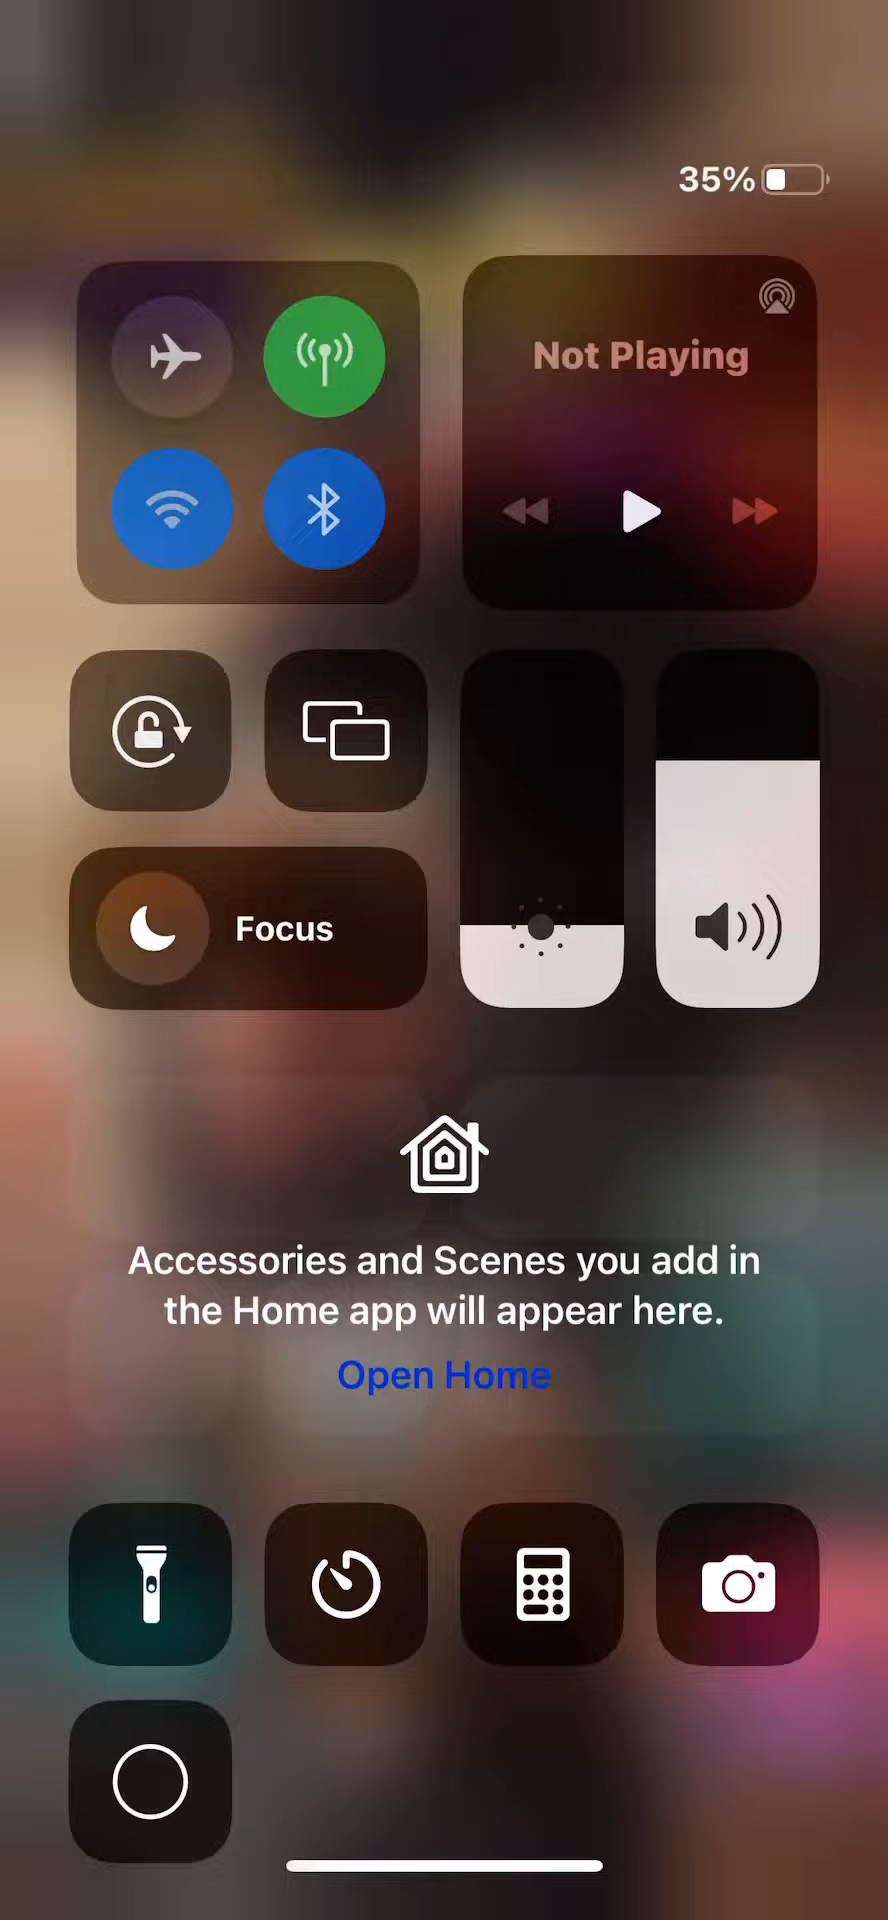 35%
Not Playing
Focus
Accessories and Scenes you add in
the Home app will appear here.
Open Home